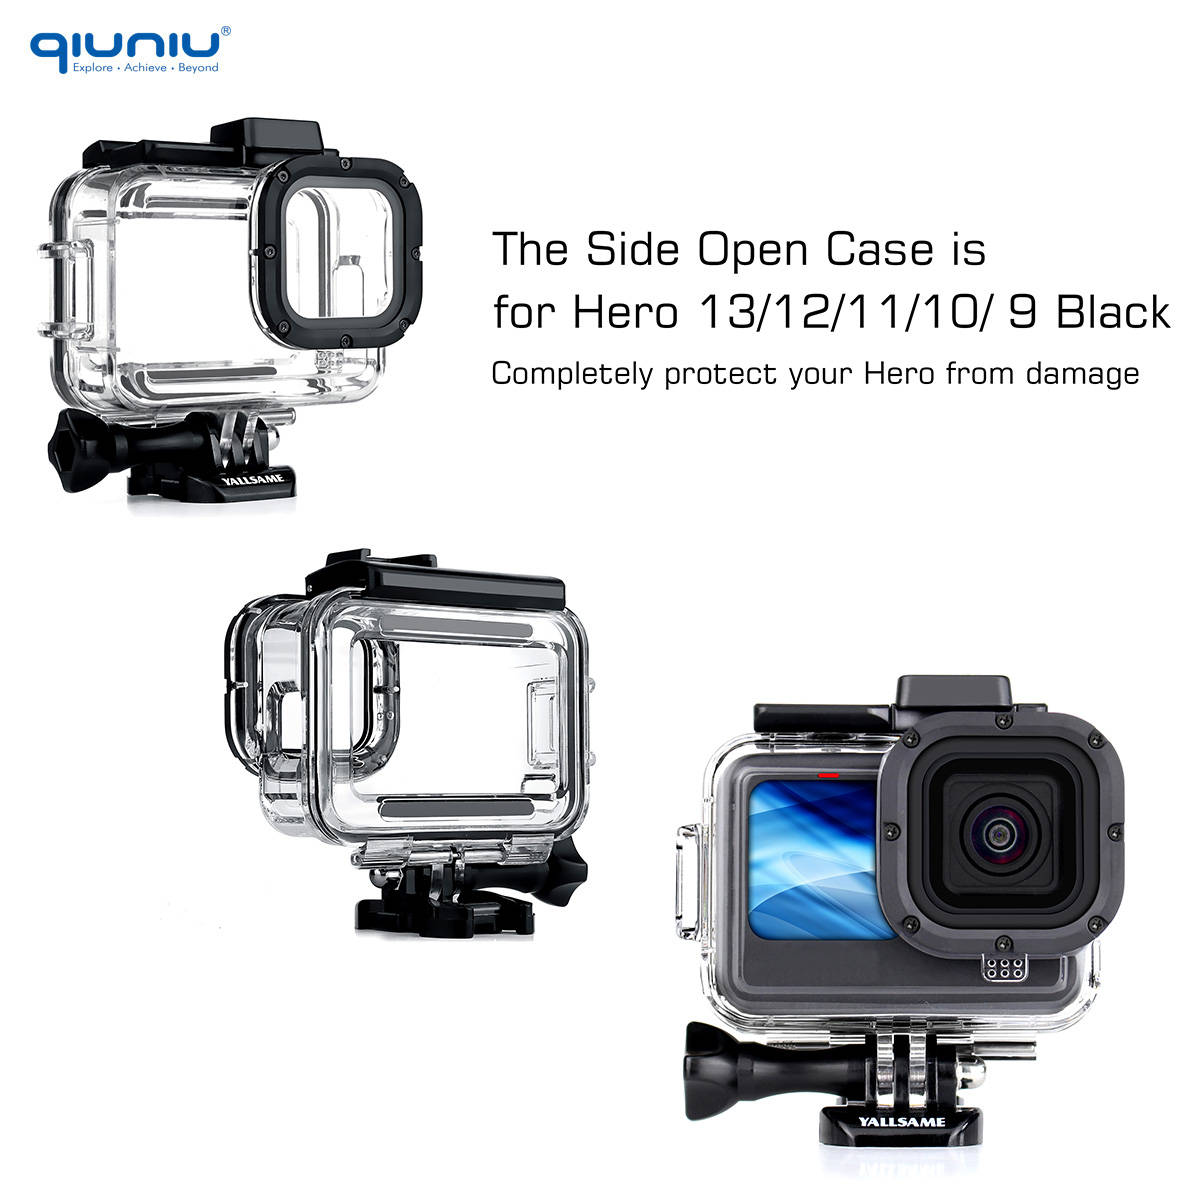 qiuniu®
Explore • Achieve • Beyond
The Side Open Case is
for Hero 13/12/11/10/ 9 Black
Completely protect your Hero from damage
YALLSAME
YALLSAME